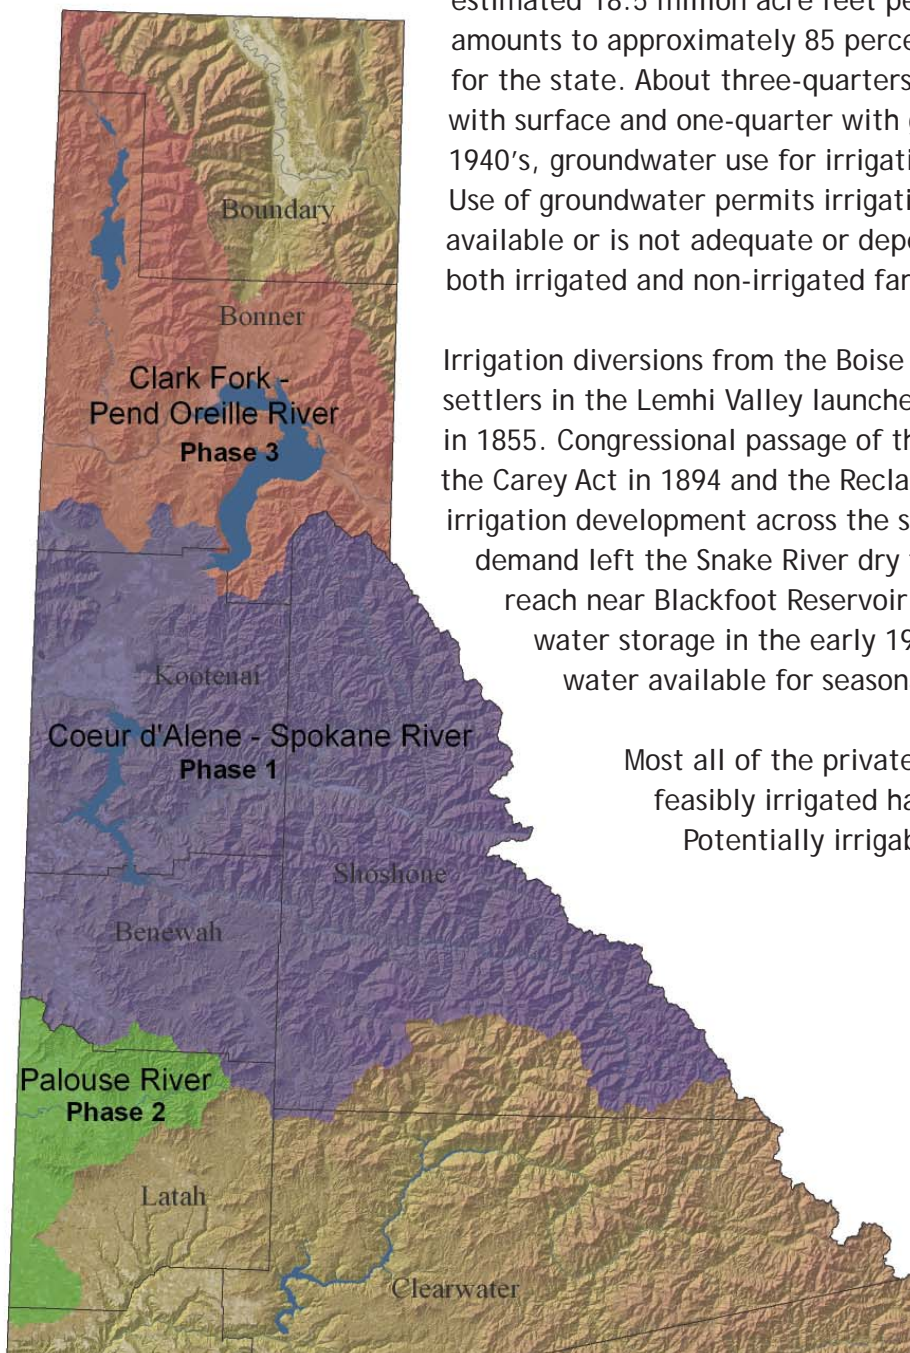 estimated 18.5 million acre feet pe
amounts to approximately 85 perce
for the state. About three-quarters
with surface and one-quarter with
1940's, groundwater use for irrigati
Use of groundwater permits irrigati
available or is not adequate or depe
both irrigated and non-irrigated far
Irrigation diversions from the Boise
settlers in the Lemhi Valley launche
in 1855. Congressional passage of th
the Carey Act in 1894 and the Recla
irrigation development across the s
demand left the Snake River dry
reach near Blackfoot Reservoir
water storage in the early 19
water available for season
Most all of the private
feasibly irrigated ha
Potentially irrigab
Boundary
Bonner
Clark Fork -
Pend Oreille River
Phase 3
Kootenai
Coeur d'Alene - Spokane River
Phase 1
Shoshone
Benewah
Palouse River
Phase 2
Latah
Clearwater